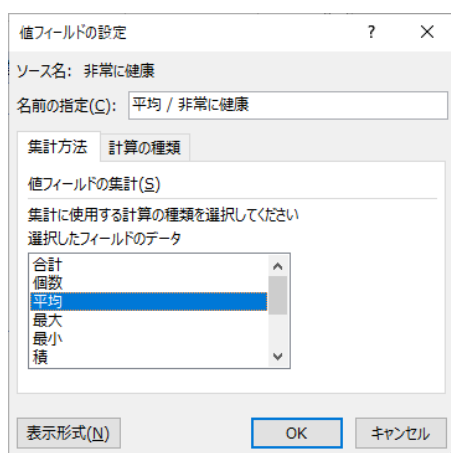 値フィールドの設定 ? ×
ソース名: 非常に健康
名前の指定(C): 平均 / 非常に健康
集計方法 計算の種類
値フィールドの集計(S)
集計に使用する計算の種類を選択してください
選択したフィールドのデータ
合計
個数
平均
最大
最小
積
表示形式(N) OK キャンセル